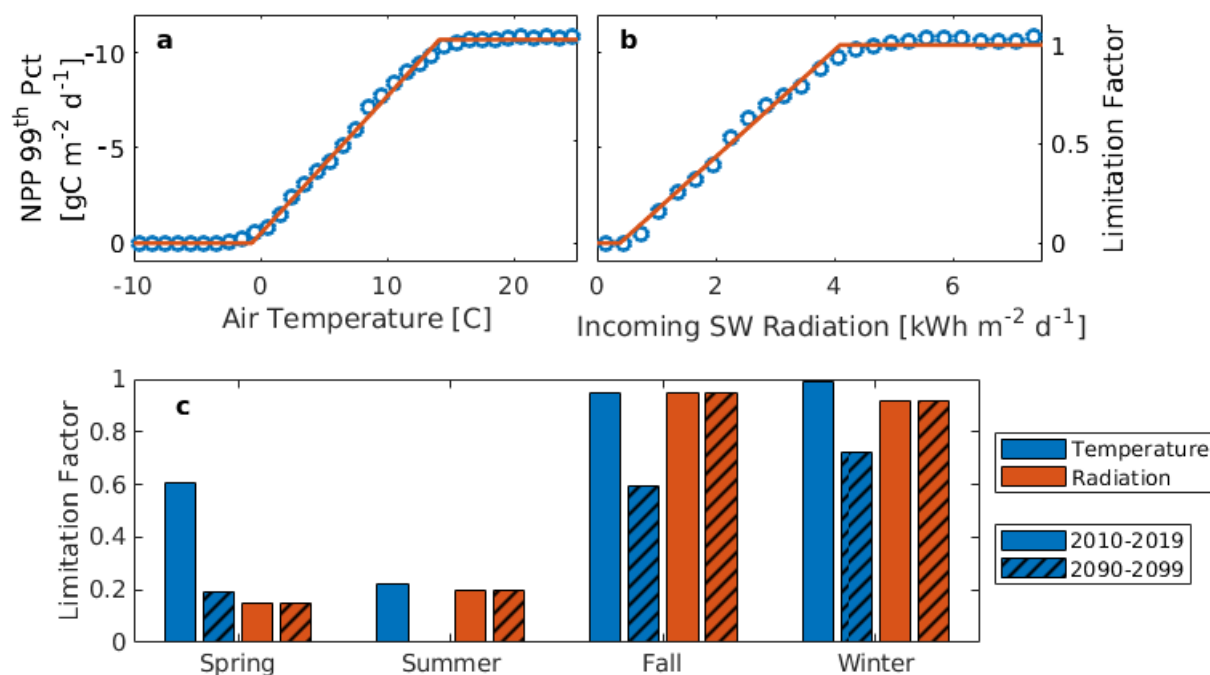 a
b
NPP 99th Pct
[gC m-2 d-1]
-10
-5
0
-10
0
10
20
Air Temperature [C]
0
2
4
6
Incoming SW Radiation [kWh m-2 d-1]
1
0.5
0
Limitation Factor
c
Limitation Factor
1
0.8
0.6
0.4
0.2
0
Spring
Summer
Fall
Winter
Temperature
Radiation
2010-2019
2090-2099